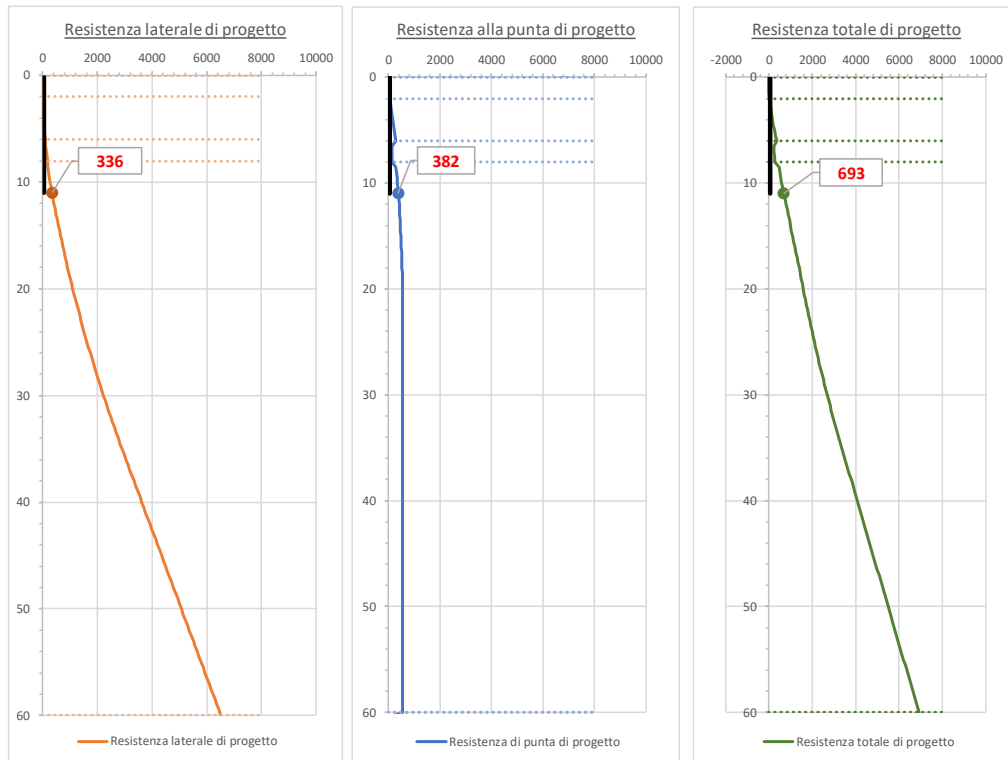 Resistenza laterale di progetto
0 2000 4000 6000 8000 10000
0
10
20
30
40
50
60
336
Resistenza laterale di progetto
Resistenza alla punta di progetto
0 2000 4000 6000 8000 10000
0
10
20
30
40
50
60
382
Resistenza di punta di progetto
Resistenza totale di progetto
-2000 0 2000 4000 6000 8000 10000
0
10
20
30
40
50
60
693
Resistenza totale di progetto